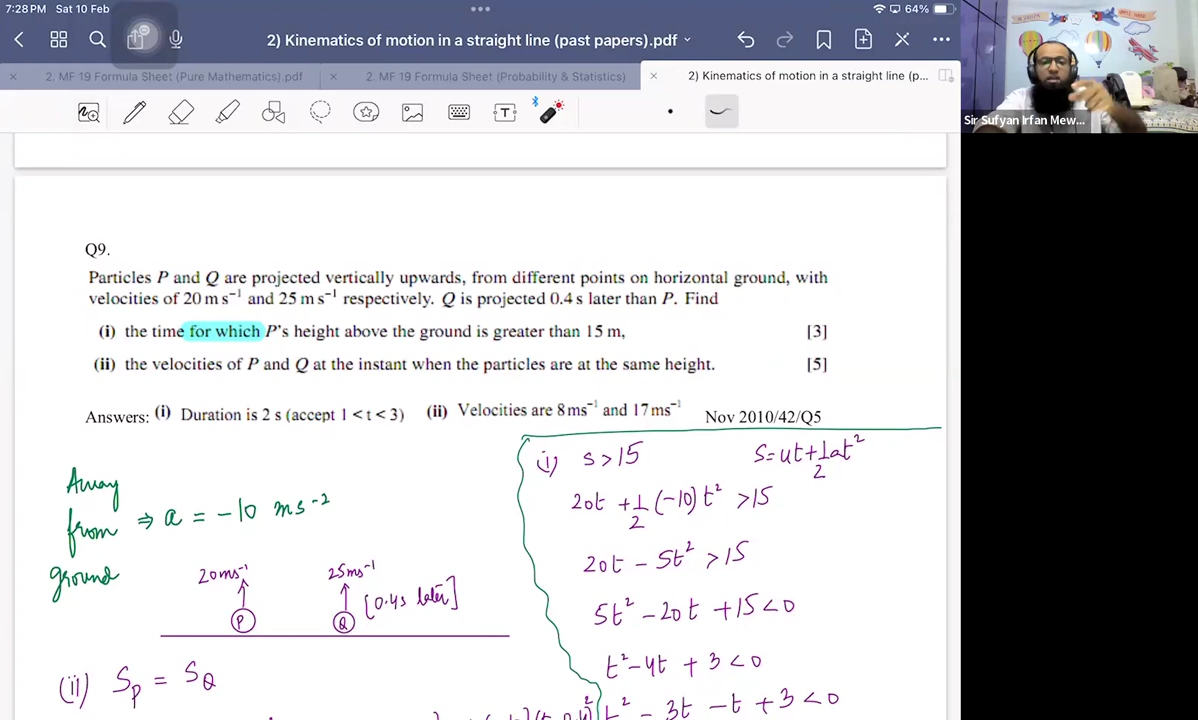 7:28 PM Sat 10 Feb
64%
2) Kinematics of motion in a straight line (past papers).pdf
2. MF 19 Formula Sheet (Pure Mathematics).pdf
2. MF 19 Formula Sheet (Probability & Statistics)
2) Kinematics of motion in a straight line (p...
T
Sir Sufyan Irfan Mew...
Q9.
Particles P and Q are projected vertically upwards, from different points on horizontal ground, with
velocities of 20 m s⁻¹ and 25 m s⁻¹ respectively. Q is projected 0.4 s later than P. Find
(i) the time for which P's height above the ground is greater than 15 m, [3]
(ii) the velocities of P and Q at the instant when the particles are at the same height. [5]
Answers: (i) Duration is 2 s (accept 1 < t < 3) (ii) Velocities are 8 ms⁻¹ and 17 ms⁻¹ Nov 2010/42/Q5
Away
from
ground
⇒ a = -10 ms⁻²
20ms⁻¹
25ms⁻¹
P
Q
[0.4s later]
(ii) Sp = SQ
(i) s > 15
s = ut + 1/2 at²
20t + 1/2 (-10) t² > 15
20t - 5t² > 15
5t² - 20t + 15 < 0
t² - 4t + 3 < 0
t² - 3t - t + 3 < 0